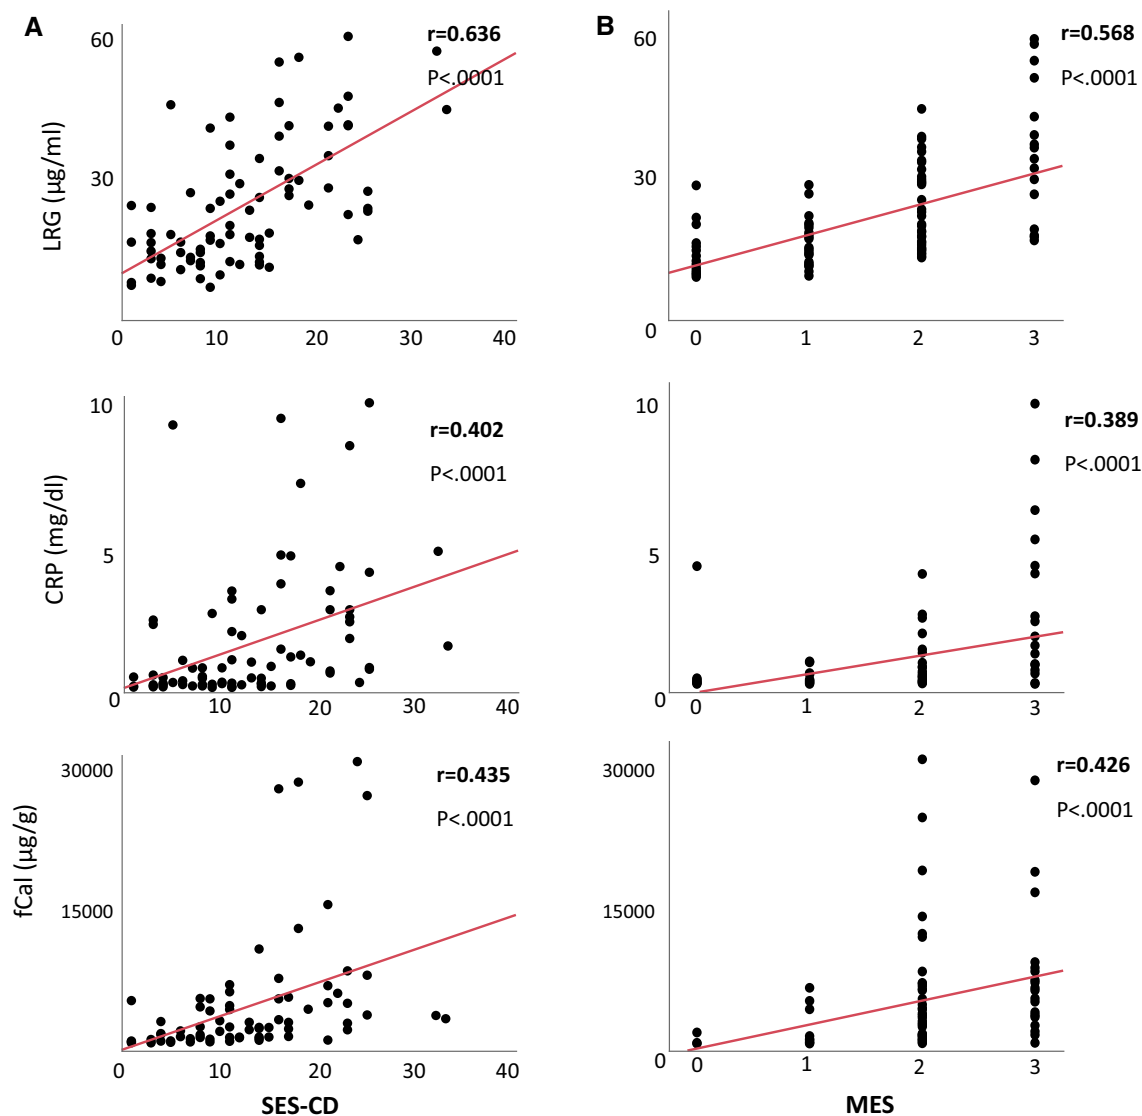 A
60
30
0
LRG (µg/ml)
r=0.636
P<.0001
0 10 20 30 40
B
60
30
0
r=0.568
P<.0001
0 1 2 3
10
5
0
CRP (mg/dl)
r=0.402
P<.0001
0 10 20 30 40
10
5
0
r=0.389
P<.0001
0 1 2 3
30000
15000
0
fCal (µg/g)
r=0.435
P<.0001
0 10 20 30 40
SES-CD
30000
15000
0
r=0.426
P<.0001
0 1 2 3
MES